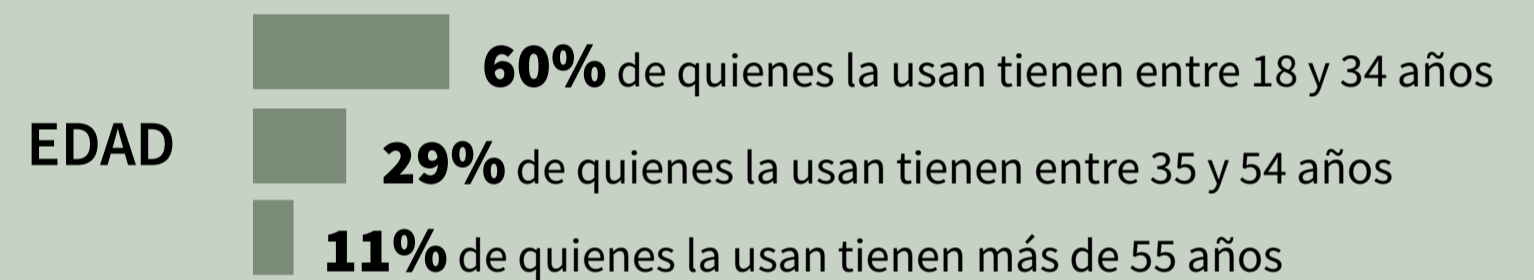 60% de quienes la usan tienen entre 18 y 34 años
EDAD
29% de quienes la usan tienen entre 35 y 54 años
11% de quienes la usan tienen más de 55 años